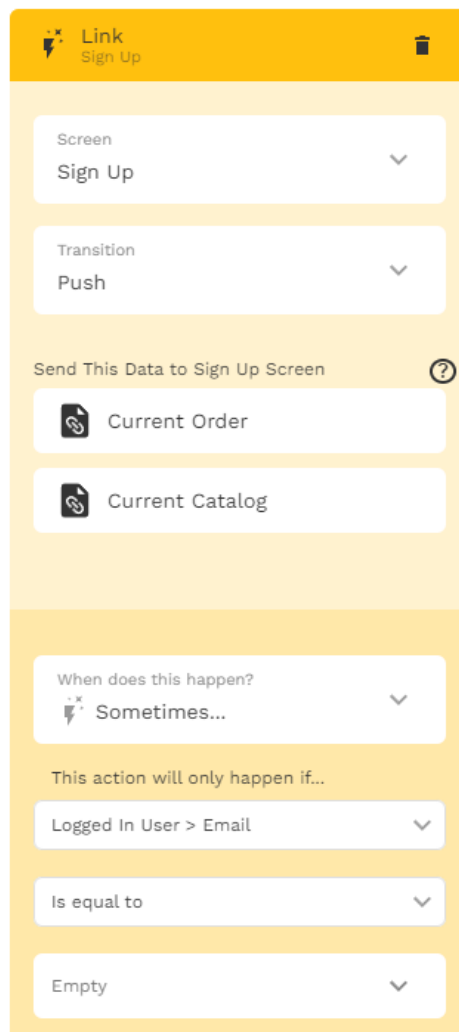 Link
Sign Up
Screen
Sign Up
Transition
Push
Send This Data to Sign Up Screen
?
Current Order
Current Catalog
When does this happen?
Sometimes...
This action will only happen if...
Logged In User > Email
Is equal to
Empty